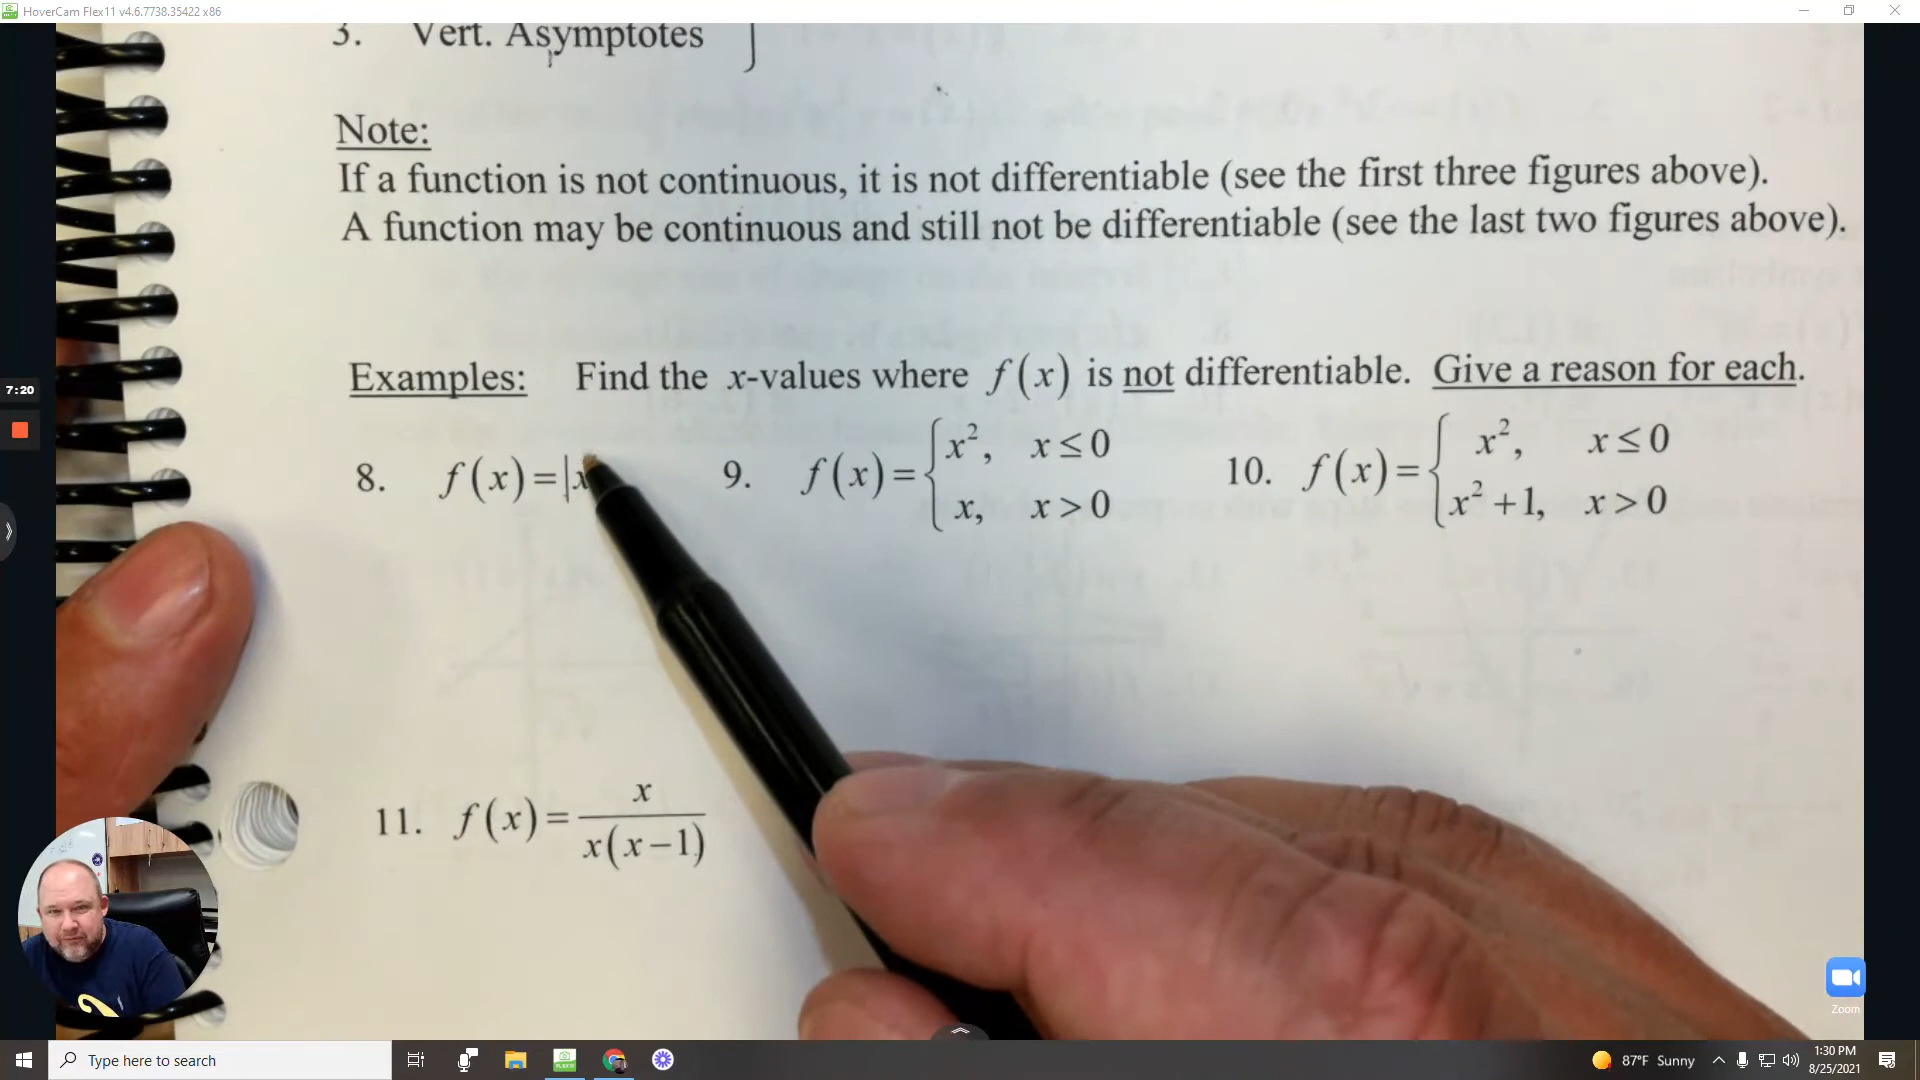 HoverCam Flex11 v4.6.7738.35422 x86
3. Vert. Asymptotes
Note:
If a function is not continuous, it is not differentiable (see the first three figures above).
A function may be continuous and still not be differentiable (see the last two figures above).
Examples: Find the x-values where f(x) is not differentiable. Give a reason for each.
7:20
8. f(x)=|x
9. f(x)={x², x≤0
x, x>0
10. f(x)={x², x≤0
x²+1, x>0
11. f(x)=x/x(x−1)
Zoom
Type here to search
87°F Sunny
1:30 PM
8/25/2021